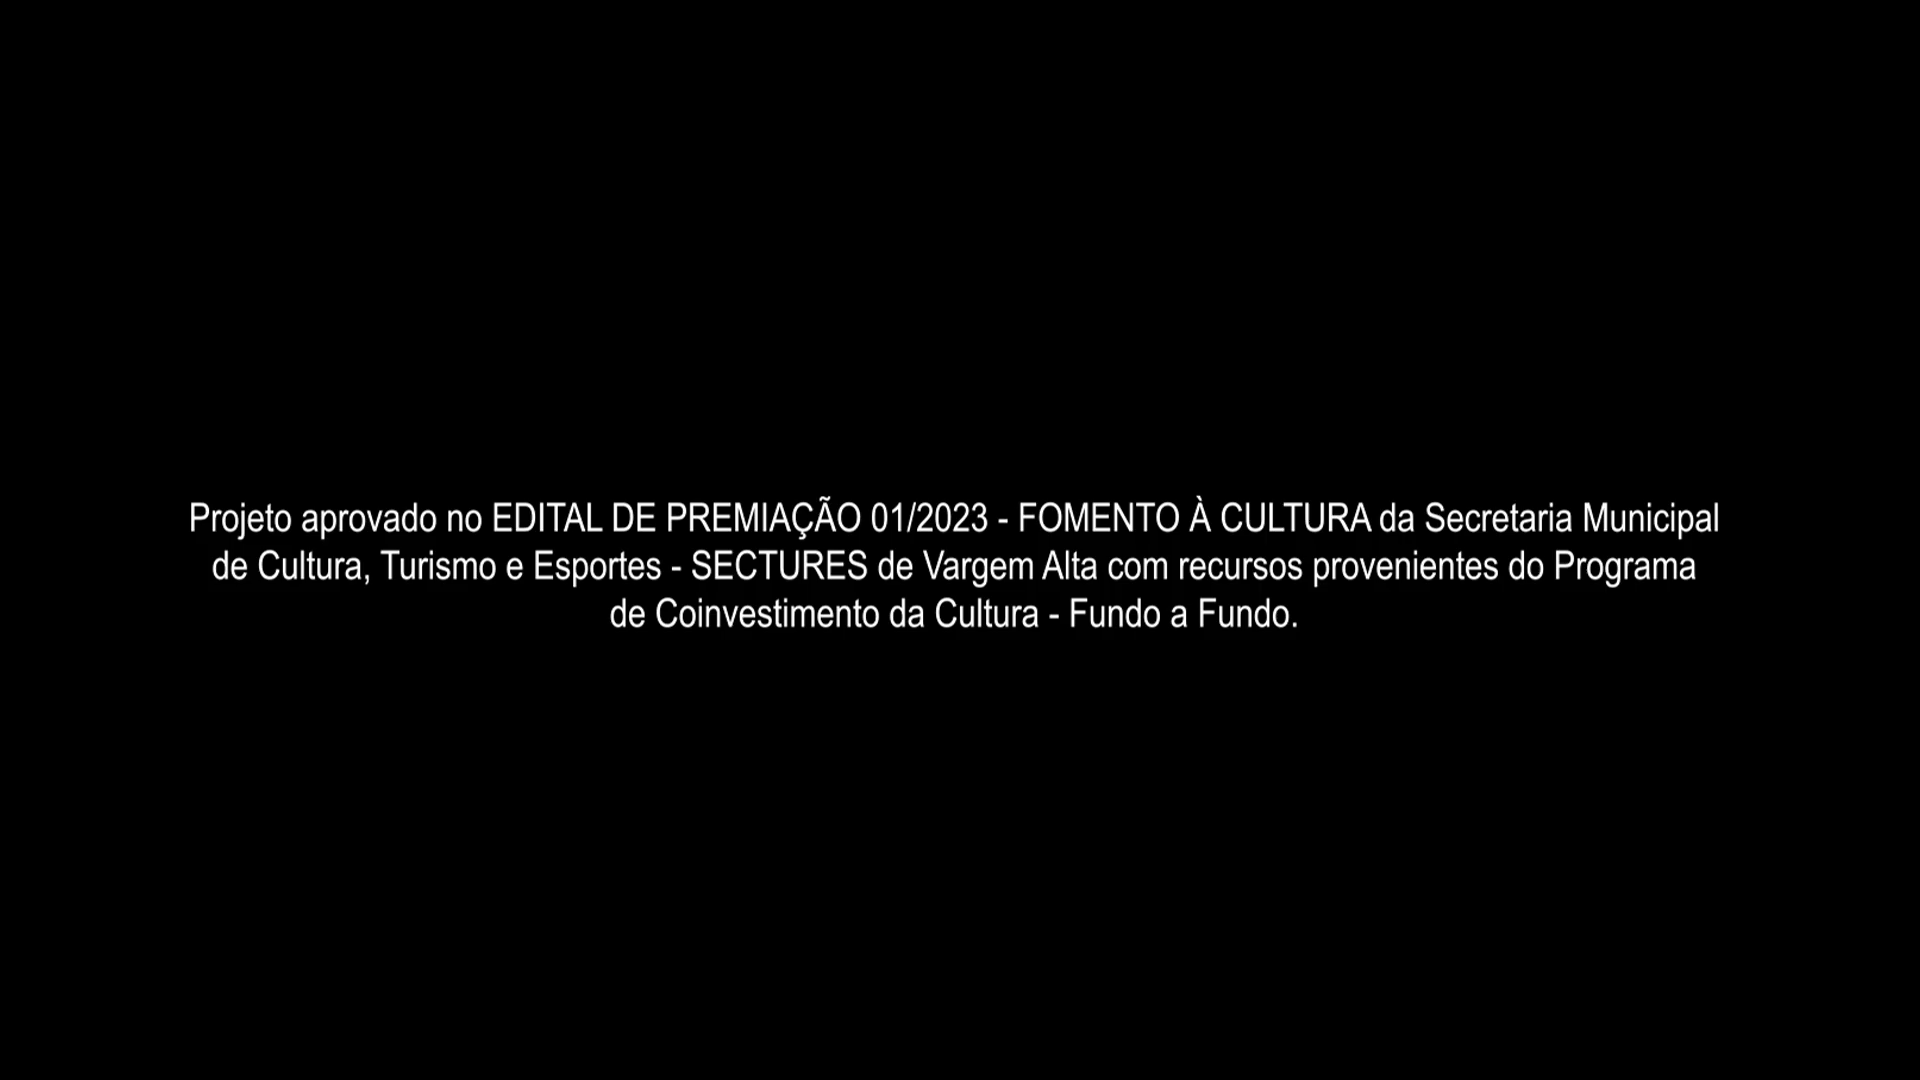 Projeto aprovado no EDITAL DE PREMIAÇÃO 01/2023 - FOMENTO À CULTURA da Secretaria Municipal
de Cultura, Turismo e Esportes - SECTURES de Vargem Alta com recursos provenientes do Programa
de Coinvestimento da Cultura - Fundo a Fundo.